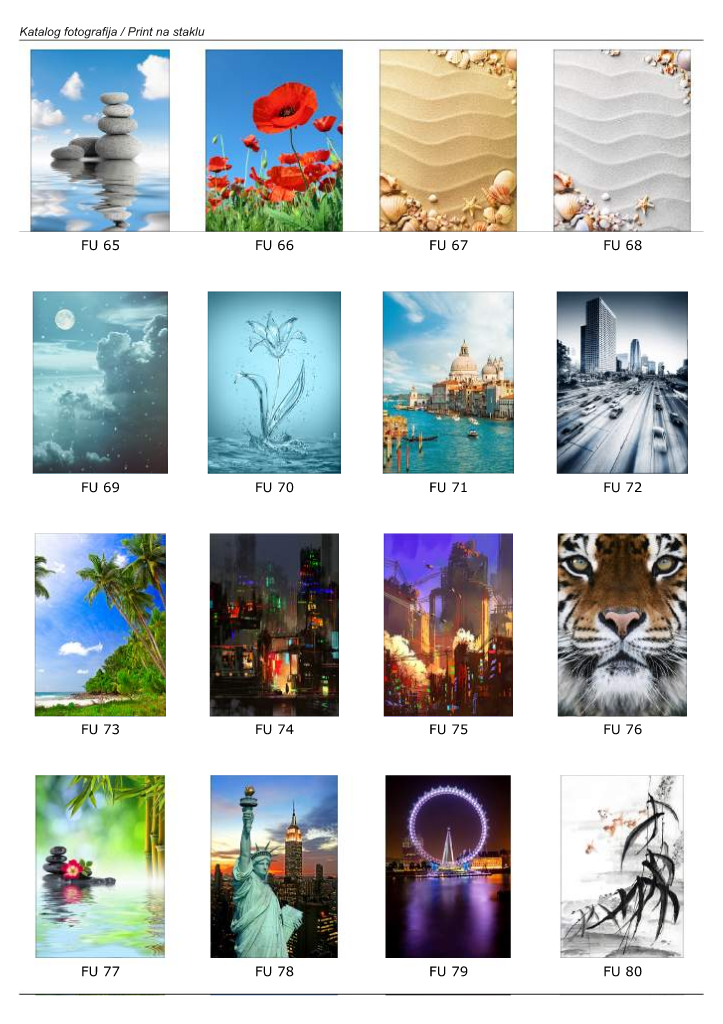 Katalog fotografija / Print na staklu
FU 65
FU 66
FU 67
FU 68
FU 69
FU 70
FU 71
FU 72
FU 73
FU 74
FU 75
FU 76
FU 77
FU 78
FU 79
FU 80